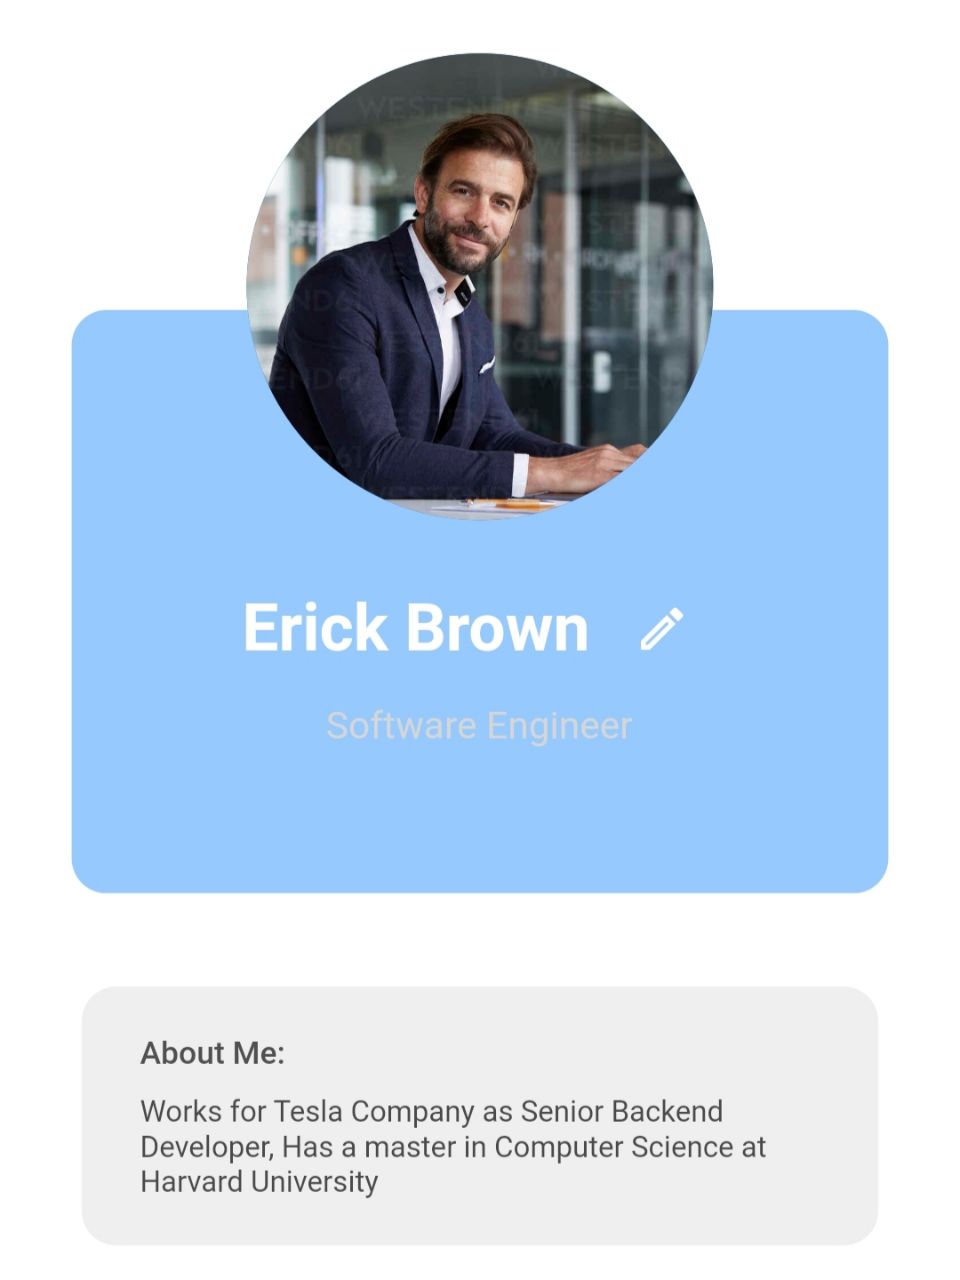 WESTEND61
Erick Brown
Software Engineer
About Me:
Works for Tesla Company as Senior Backend
Developer, Has a master in Computer Science at
Harvard University